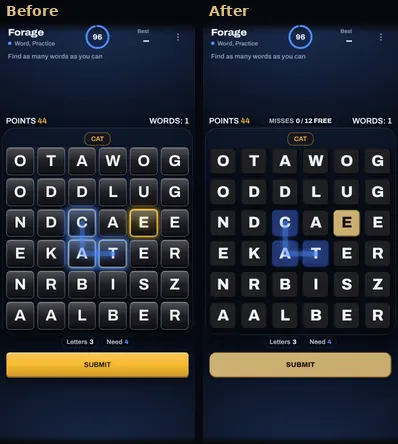 Before
Forage
96
Best
–
Word, Practice
Find as many words as you can
POINTS 44 WORDS: 1
CAT
O T A W O G
O D D L U G
N D C A E E
E K A T E R
N R B I S Z
A A L B E R
Letters 3 Need 4
SUBMIT
After
Forage
96
Best
–
Word, Practice
Find as many words as you can
POINTS 44 MISSES 0 / 12 FREE WORDS: 1
CAT
O T A W O G
O D D L U G
N D C A E E
E K A T E R
N R B I S Z
A A L B E R
Letters 3 Need 4
SUBMIT